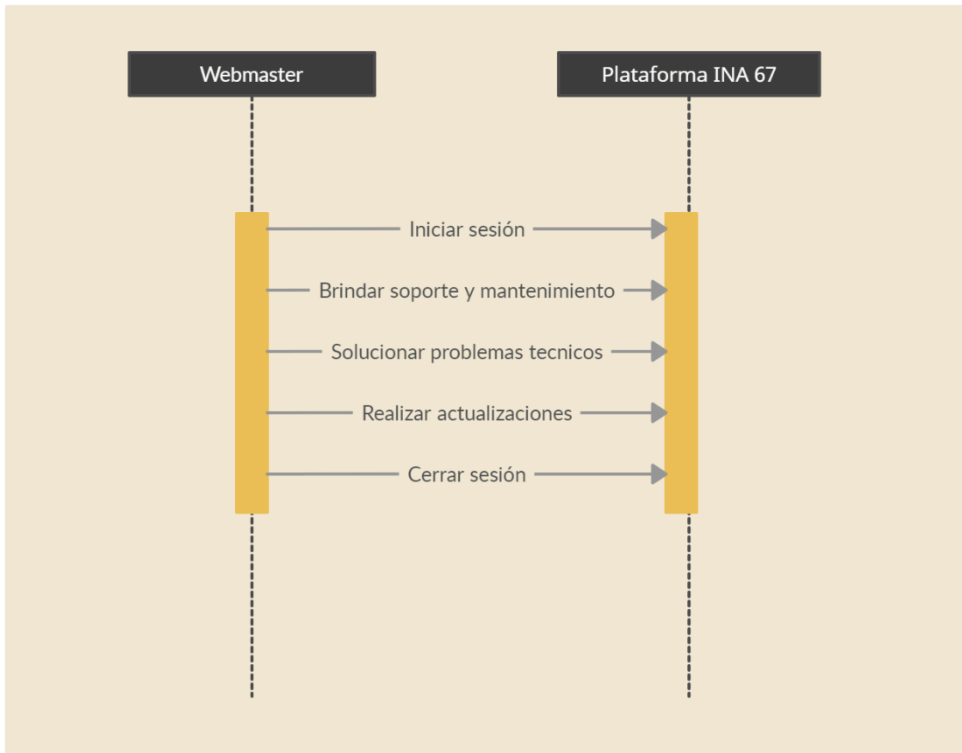 Webmaster
Plataforma INA 67
Iniciar sesión
Brindar soporte y mantenimiento
Solucionar problemas tecnicos
Realizar actualizaciones
Cerrar sesión